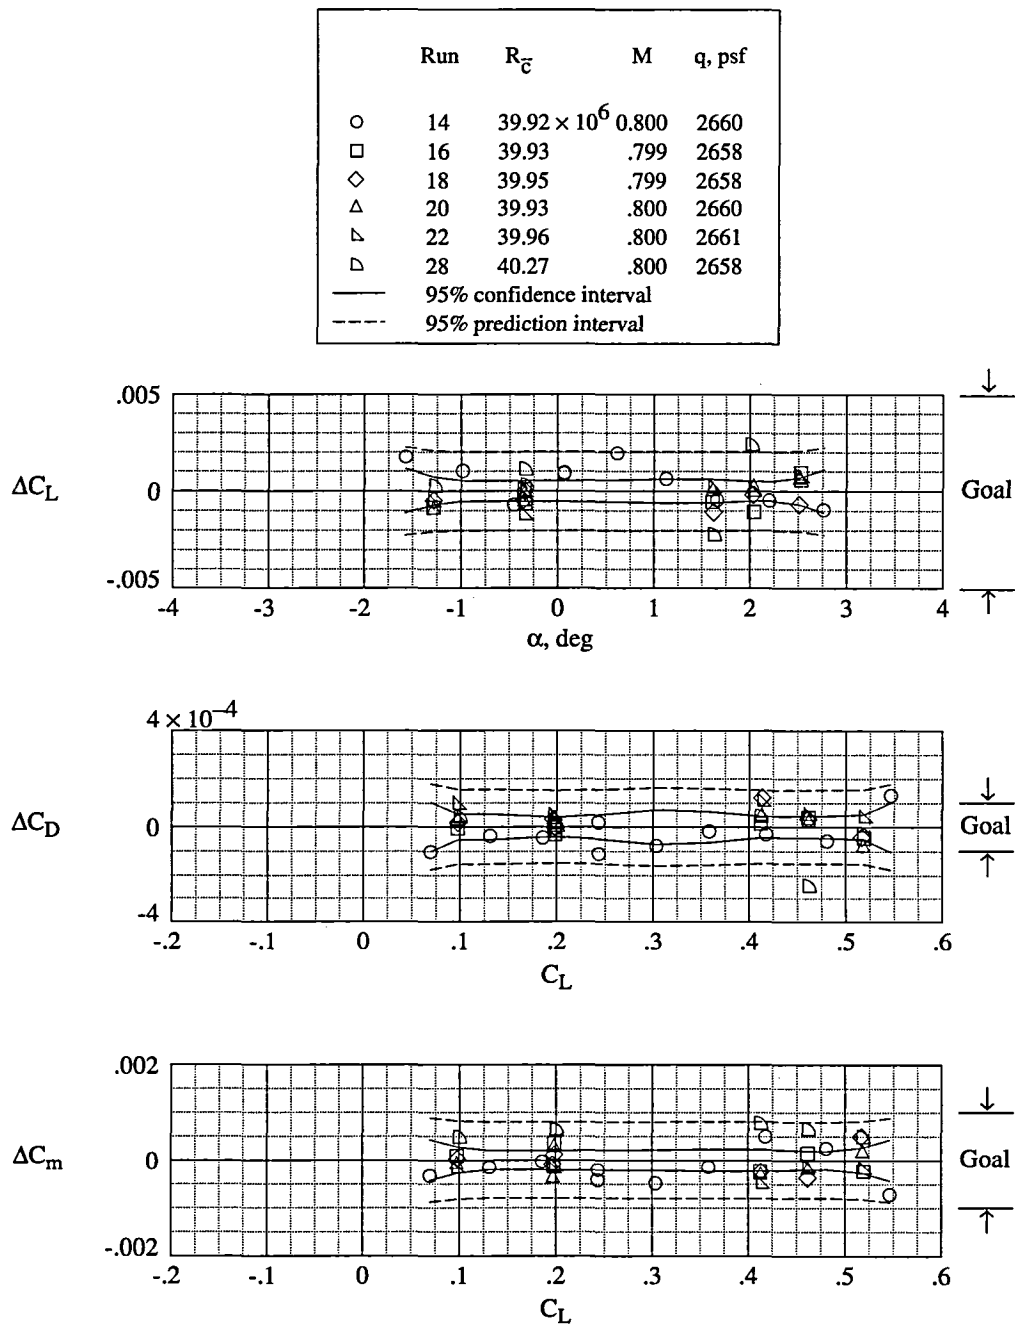 Run R_c̅ M q, psf
14 39.92 × 10^6 0.800 2660
16 39.93 .799 2658
18 39.95 .799 2658
20 39.93 .800 2660
22 39.96 .800 2661
28 40.27 .800 2658
95% confidence interval
95% prediction interval
.005
ΔC_L 0 Goal
-.005
-4 -3 -2 -1 0 1 2 3 4
α, deg
4 × 10^-4
ΔC_D 0 Goal
-4
-.2 -.1 0 .1 .2 .3 .4 .5 .6
C_L
.002
ΔC_m 0 Goal
-.002
-.2 -.1 0 .1 .2 .3 .4 .5 .6
C_L